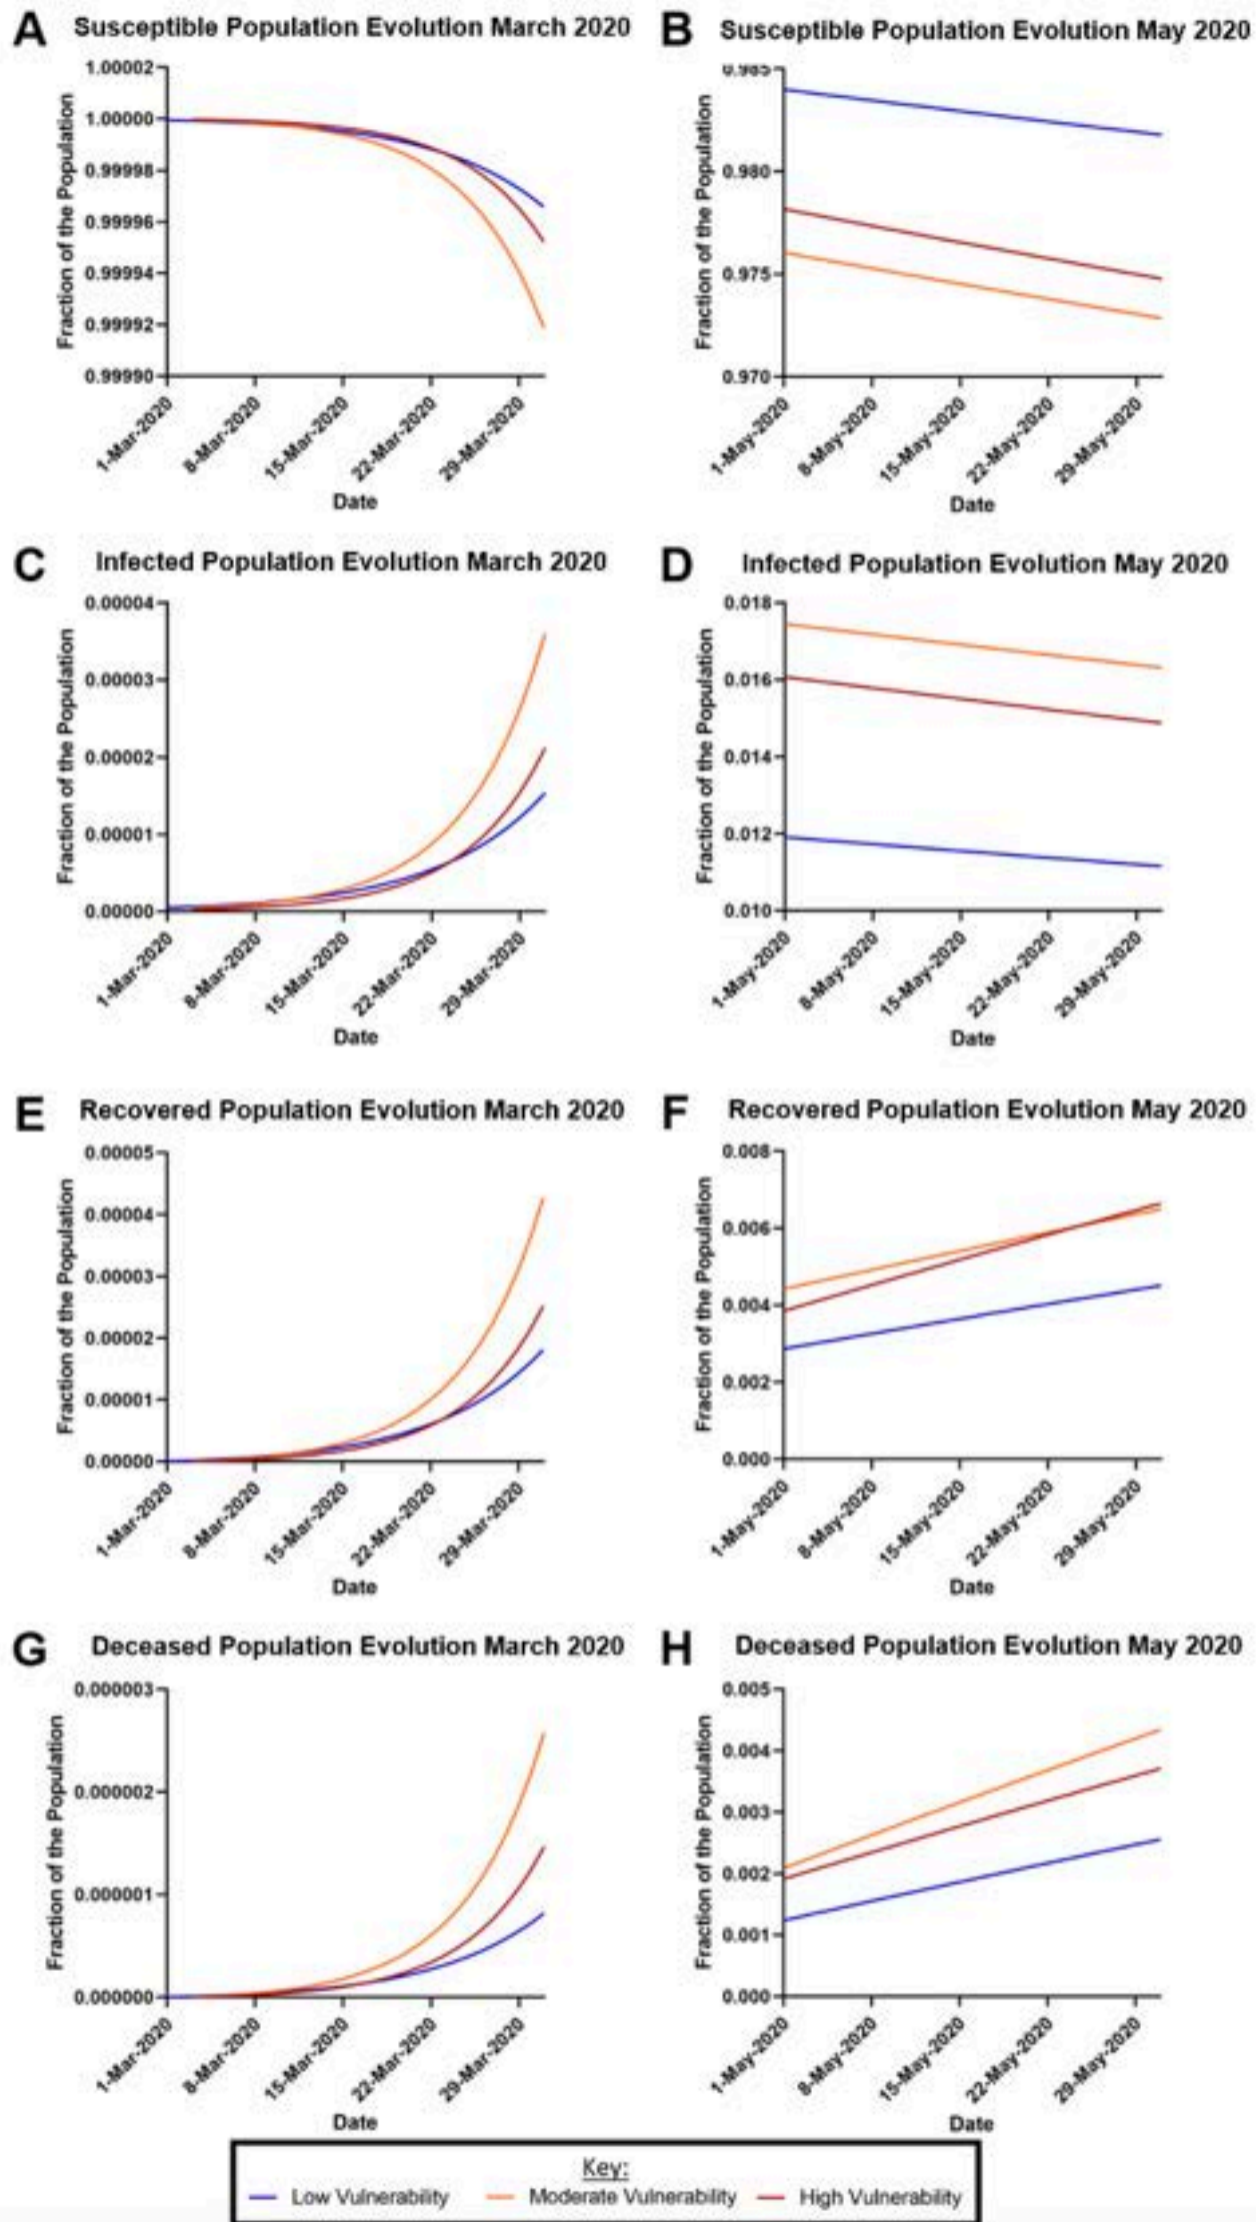 A Susceptible Population Evolution March 2020
Fraction of the Population
1.00002
1.00000
0.99998
0.99996
0.99994
0.99992
0.99990
1-Mar-2020
8-Mar-2020
15-Mar-2020
22-Mar-2020
29-Mar-2020
Date
B Susceptible Population Evolution May 2020
Fraction of the Population
0.985
0.980
0.975
0.970
1-May-2020
8-May-2020
15-May-2020
22-May-2020
29-May-2020
Date
C Infected Population Evolution March 2020
Fraction of the Population
0.00004
0.00003
0.00002
0.00001
0.00000
1-Mar-2020
8-Mar-2020
15-Mar-2020
22-Mar-2020
29-Mar-2020
Date
D Infected Population Evolution May 2020
Fraction of the Population
0.018
0.016
0.014
0.012
0.010
1-May-2020
8-May-2020
15-May-2020
22-May-2020
29-May-2020
Date
E Recovered Population Evolution March 2020
Fraction of the Population
0.00005
0.00004
0.00003
0.00002
0.00001
0.00000
1-Mar-2020
8-Mar-2020
15-Mar-2020
22-Mar-2020
29-Mar-2020
Date
F Recovered Population Evolution May 2020
Fraction of the Population
0.008
0.006
0.004
0.002
0.000
1-May-2020
8-May-2020
15-May-2020
22-May-2020
29-May-2020
Date
G Deceased Population Evolution March 2020
Fraction of the Population
0.000003
0.000002
0.000001
0.000000
1-Mar-2020
8-Mar-2020
15-Mar-2020
22-Mar-2020
29-Mar-2020
Date
H Deceased Population Evolution May 2020
Fraction of the Population
0.005
0.004
0.003
0.002
0.001
0.000
1-May-2020
8-May-2020
15-May-2020
22-May-2020
29-May-2020
Date
Key:
Low Vulnerability Moderate Vulnerability High Vulnerability